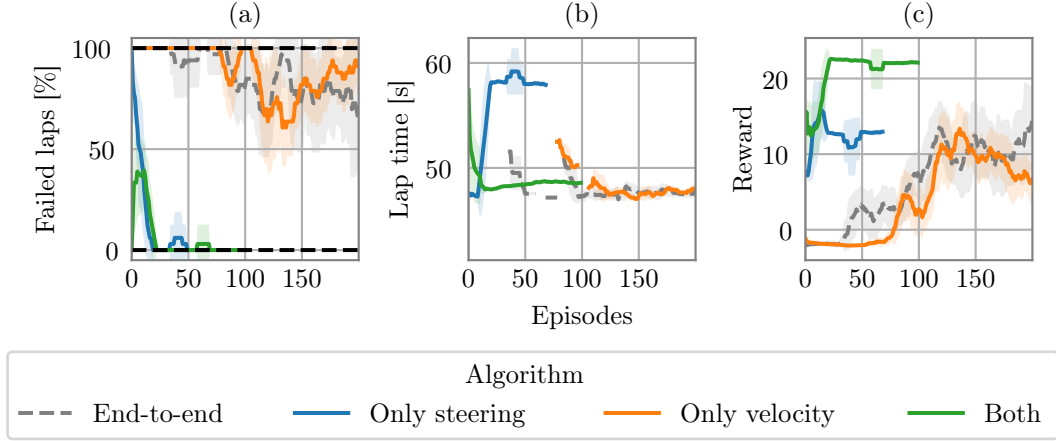 (a) (b) (c)
Failed laps [%]
100
50
0
0 50 100 150
Lap time [s]
60
50
0 50 100 150
Reward
20
10
0
0 50 100 150
Episodes
Algorithm
End-to-end Only steering Only velocity Both